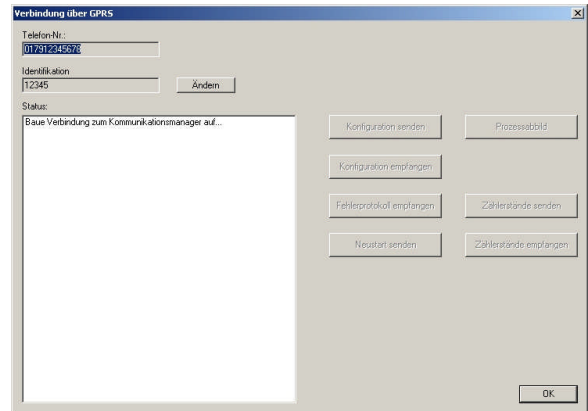 Verbindung über GPRS
Telefon-Nr.:
017912345678
Identifikation
12345
Ändern
Status:
Baue Verbindung zum Kommunikationsmanager auf...
Konfiguration senden
Prozessabbild
Konfiguration empfangen
Fehlerprotokoll empfangen
Zählerstände senden
Neustart senden
Zählerstände empfangen
OK